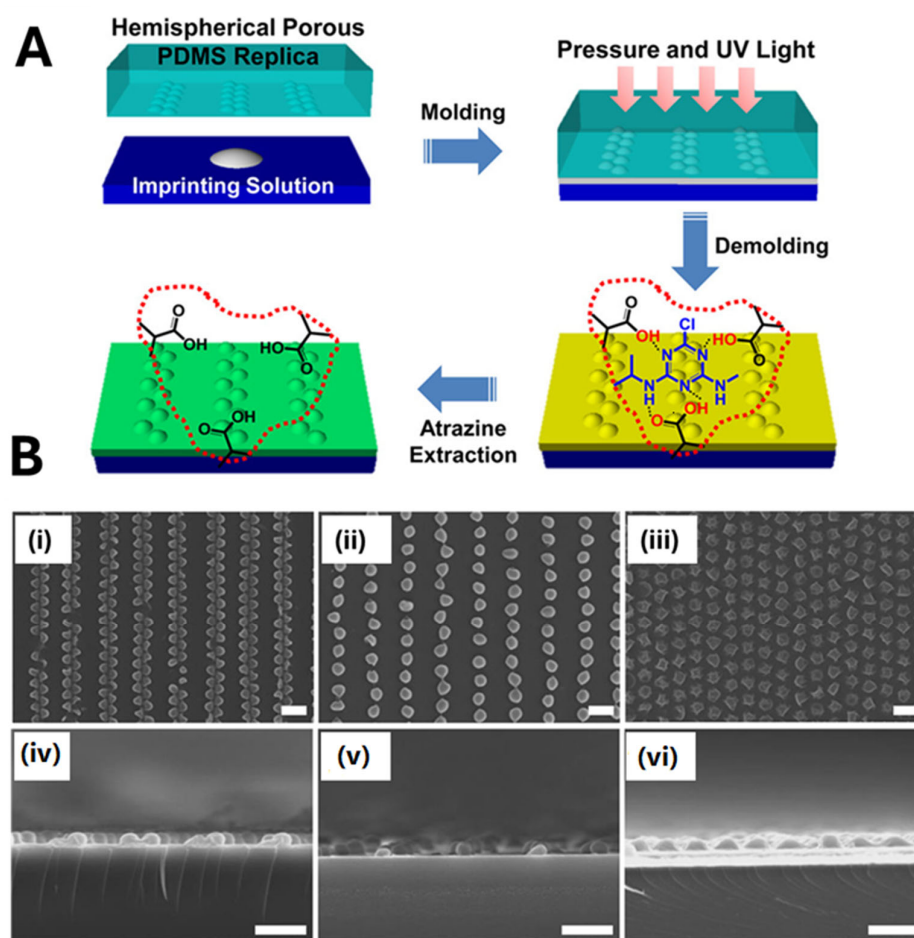 A
Hemispherical Porous
PDMS Replica
Imprinting Solution
Molding
Pressure and UV Light
Demolding
O
OH
HO
O
O
OH
Atrazine
Extraction
O
OH
Cl
HO
O
N
N
N
N
H
N
H
O
OH
B
(i)
(ii)
(iii)
(iv)
(v)
(vi)